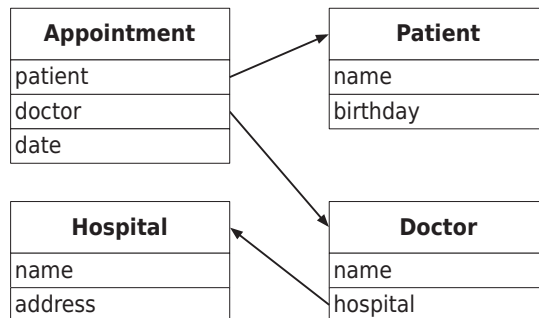 Appointment
patient
doctor
date
Patient
name
birthday
Hospital
name
address
Doctor
name
hospital